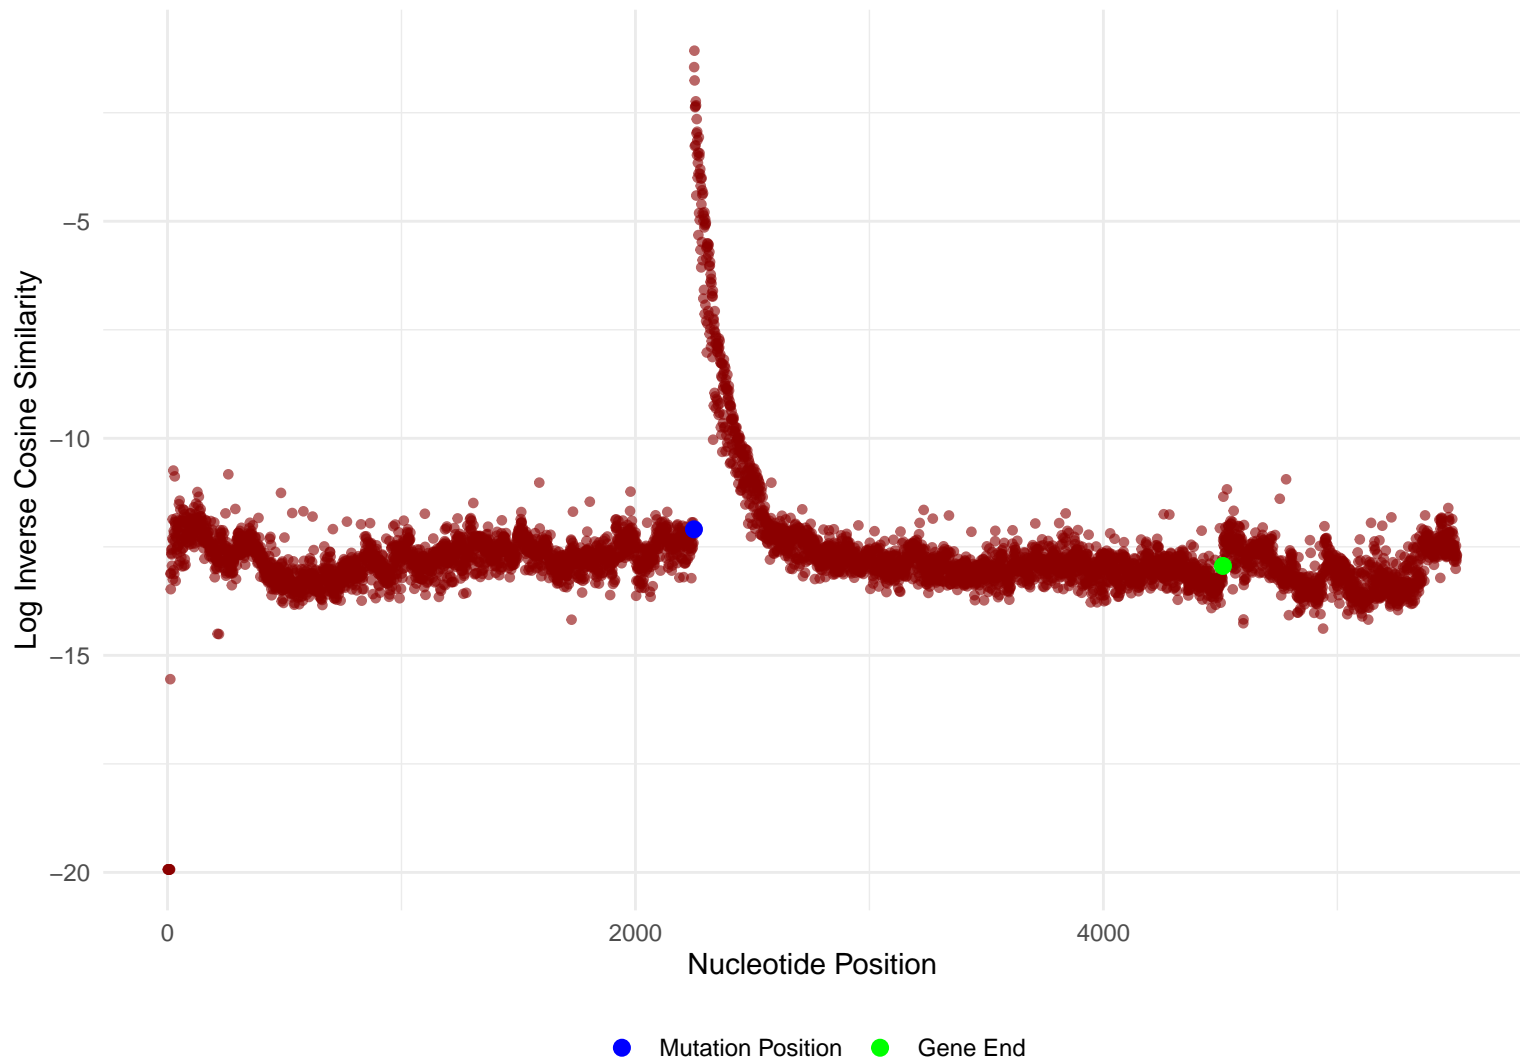 Log Inverse Cosine Similarity
−5
−10
−15
−20
0
2000
4000
Nucleotide Position
Mutation Position
Gene End